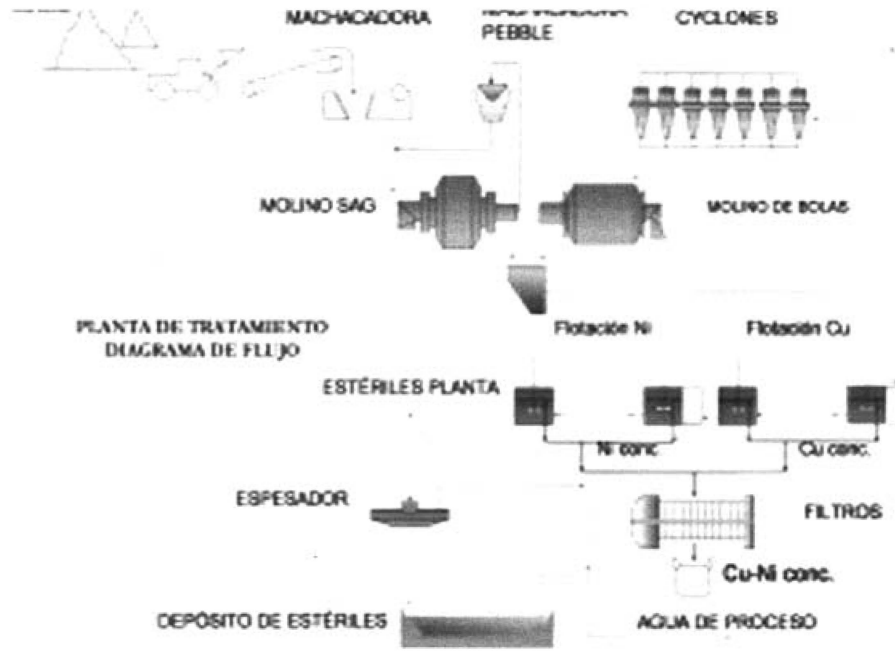 MACHACADORA
PEBBLE
CYCLONES
MOLINO SAG
MOLINO DE BOLAS
PLANTA DE TRATAMIENTO
DIAGRAMA DE FLUJO
Flotación Ni
Flotación Cu
ESTÉRILES PLANTA
Ni conc.
Cu conc.
ESPESADOR
FILTROS
Cu-Ni conc.
DEPÓSITO DE ESTÉRILES
AGUA DE PROCESO